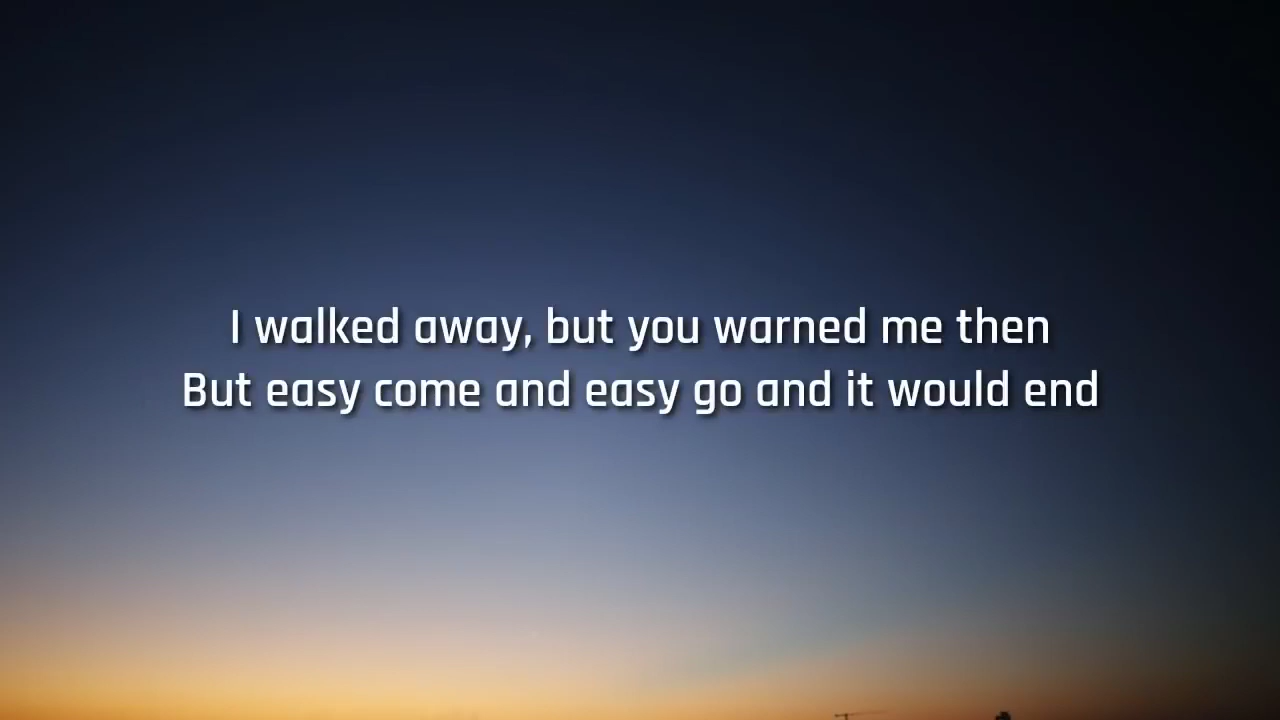 I walked away, but you warned me then
But easy come and easy go and it would end